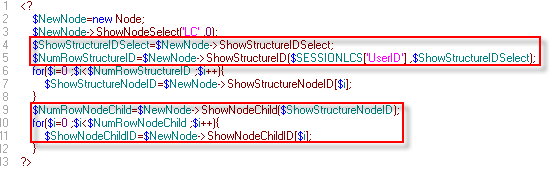 1 <?
2 $NewNode=new Node;
3 $NewNode->ShowNodeSelect('LC' ,0);
4 $ShowStructureIDSelect=$NewNode->ShowStructureIDSelect;
5 $NumRowStructureID=$NewNode->ShowStructureID($SESSIONLCS['UserID'] ,$ShowStructureIDSelect);
6 for($i=0 ;$i<$NumRowStructureID ;$i++){
7 $ShowStructureNodeID=$NewNode->ShowStructureNodeID[$i];
8 }
9 $NumRowNodeChild=$NewNode->ShowNodeChild($ShowStructureNodeID);
10 for($i=0 ;$i<$NumRowNodeChild ;$i++){
11 $ShowNodeChildID=$NewNode->ShowNodeChildID[$i];
12 }
13 ?>